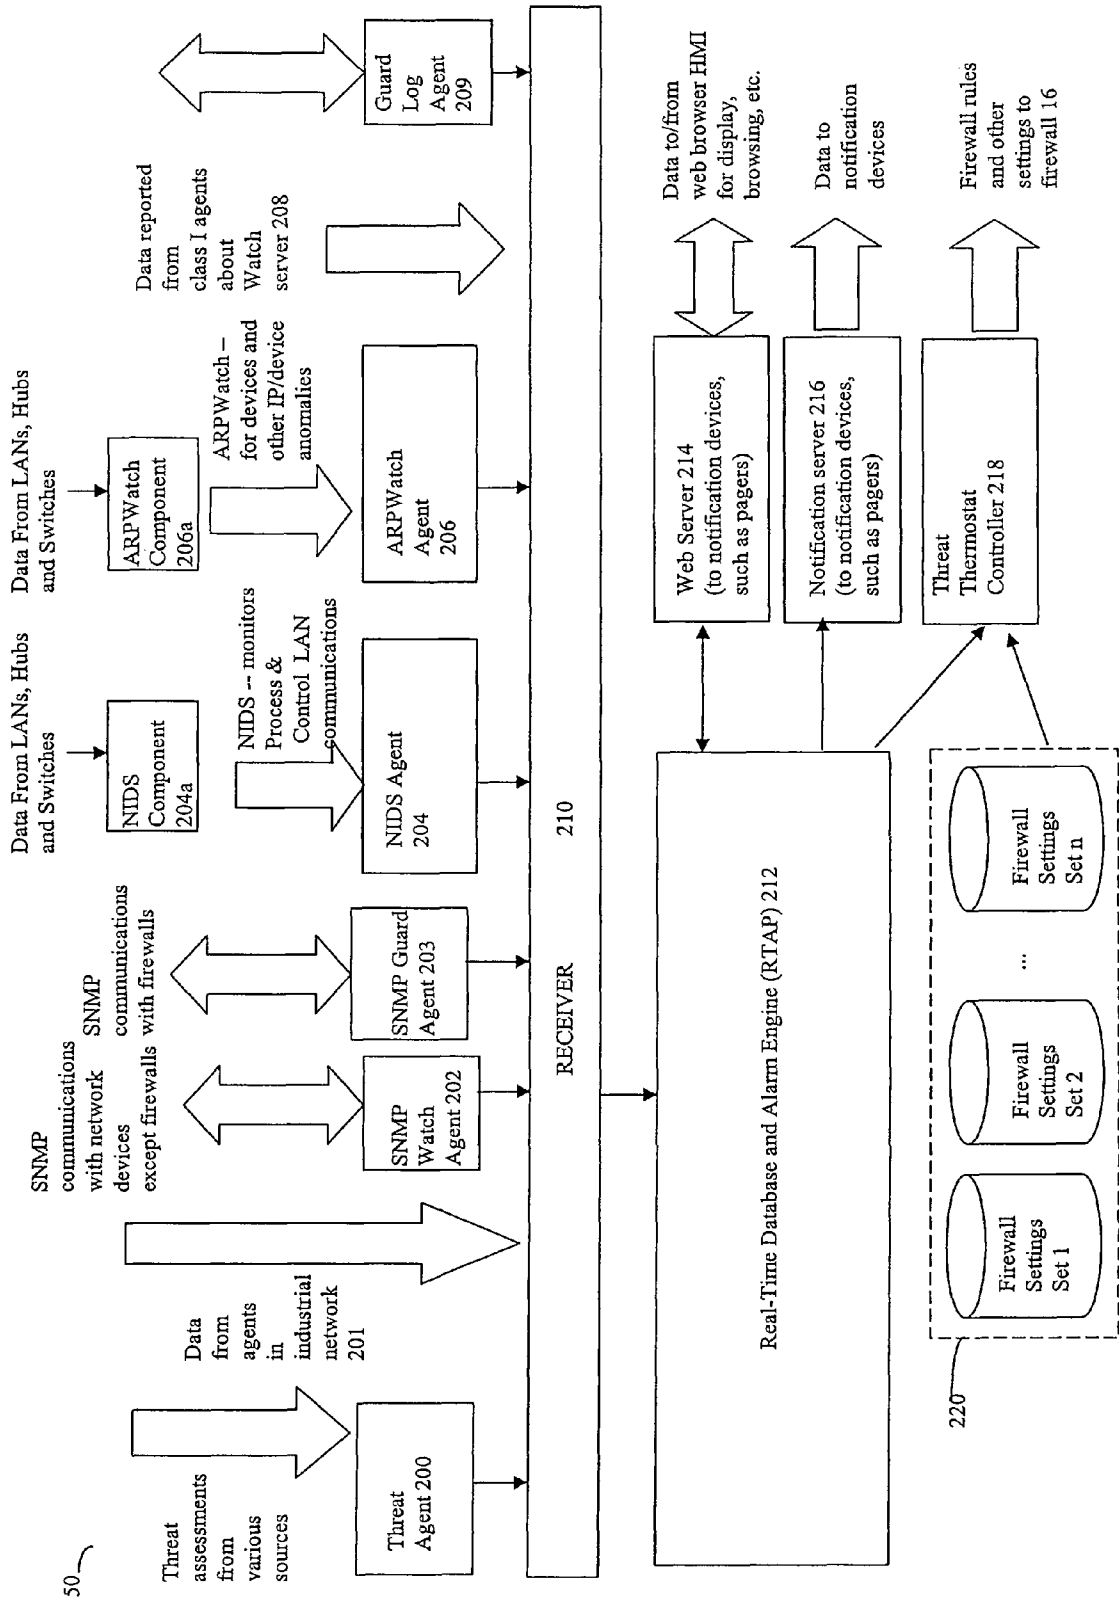 50
Threat
assessments
from
various
sources
Threat
Agent 200
Data
from
agents
in
industrial
network
201
SNMP
communications
with network
devices
except firewalls
SNMP
Watch
Agent 202
SNMP
communications
with firewalls
SNMP Guard
Agent 203
Data From LANs, Hubs
and Switches
NIDS
Component
204a
NIDS -- monitors
Process &
Control LAN
communications
NIDS Agent
204
Data From LANs, Hubs
and Switches
ARPWatch
Component
206a
ARPWatch –
for devices and
other IP/device
anomalies
ARPWatch
Agent
206
Data reported
from
class I agents
about
Watch
server 208
Guard
Log
Agent
209
RECEIVER 210
Real-Time Database and Alarm Engine (RTAP) 212
Web Server 214
(to notification devices,
such as pagers)
Data to/from
web browser HMI
for display,
browsing, etc.
Notification server 216
(to notification devices,
such as pagers)
Data to
notification
devices
Threat
Thermostat
Controller 218
Firewall rules
and other
settings to
firewall 16
220
Firewall
Settings
Set 1
Firewall
Settings
Set 2
...
Firewall
Settings
Set n